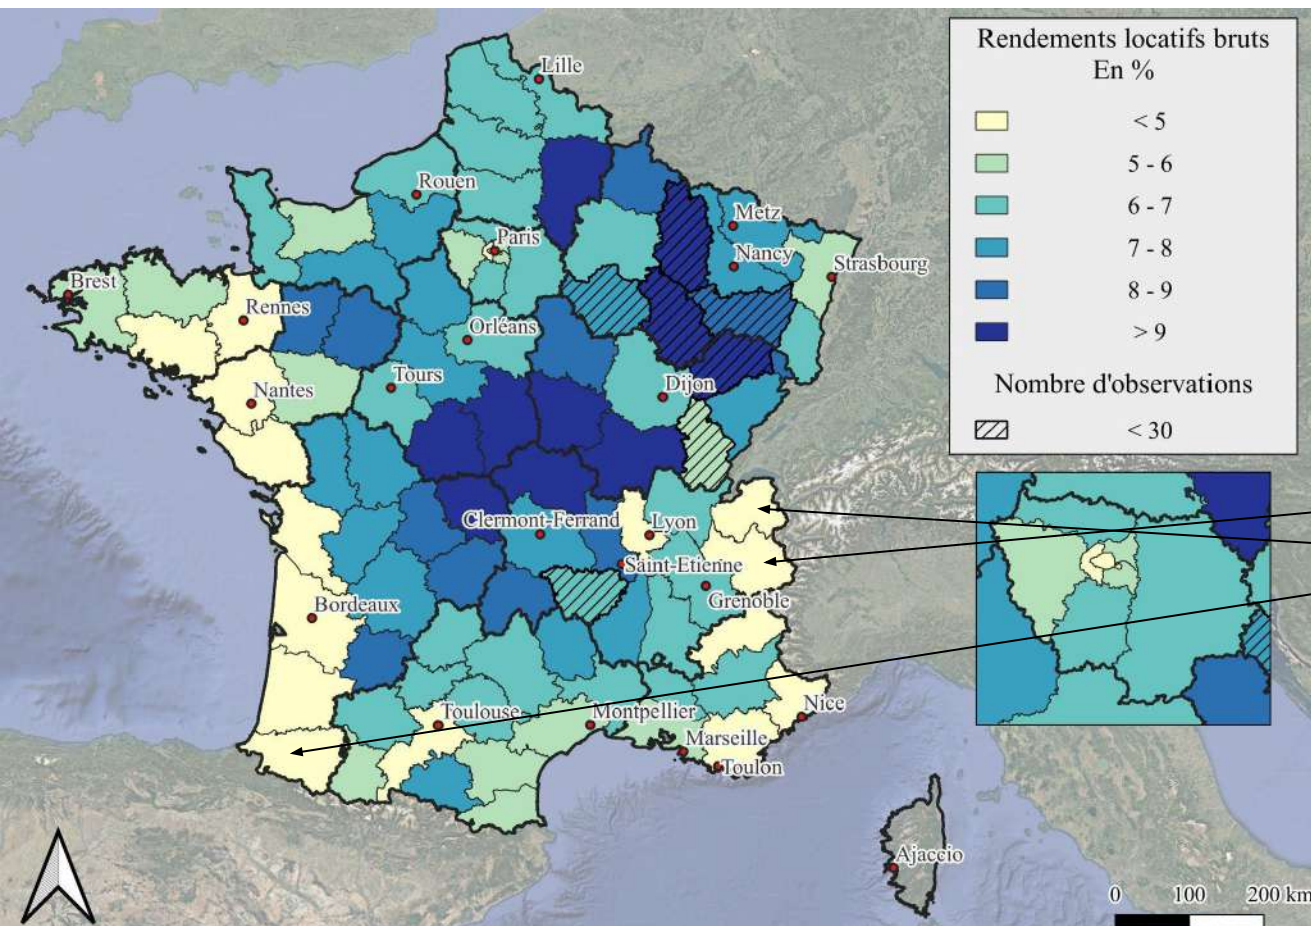 Rendements locatifs bruts
En %
< 5
5 - 6
6 - 7
7 - 8
8 - 9
> 9
Nombre d'observations
< 30
Lille
Rouen
Metz
Paris
Nancy
Strasbourg
Brest
Rennes
Orléans
Tours
Nantes
Dijon
Clermont-Ferrand
Lyon
Saint-Etienne
Grenoble
Bordeaux
Toulouse
Montpellier
Nice
Marseille
Toulon
Ajaccio
0 100 200 km